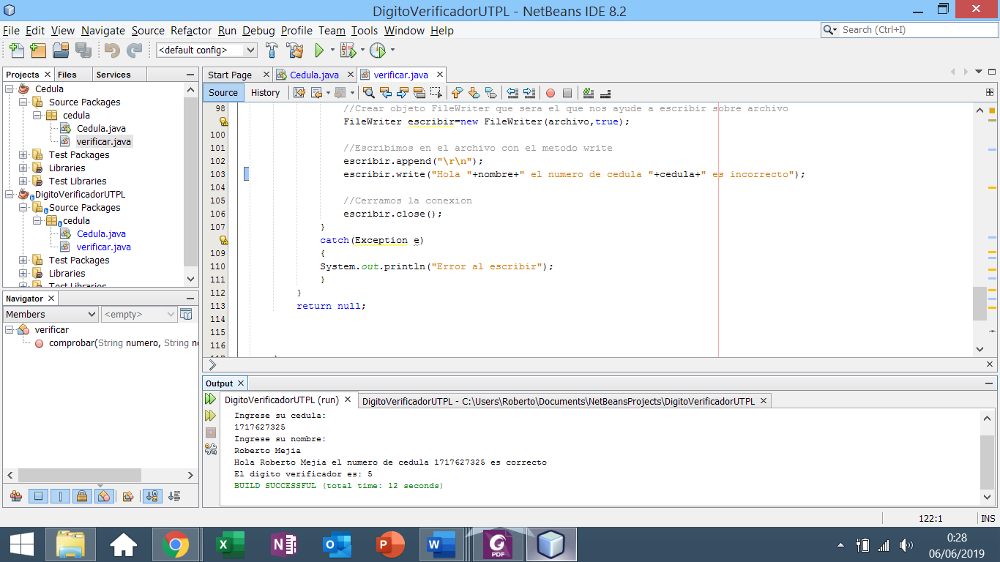 DigitoVerificadorUTPL - NetBeans IDE 8.2
File Edit View Navigate Source Refactor Run Debug Profile Team Tools Window Help
Search (Ctrl+I)
<default config>
Projects Files Services
Cedula
Source Packages
cedula
Cedula.java
verificar.java
Test Packages
Libraries
Test Libraries
DigitoVerificadorUTPL
Source Packages
cedula
Cedula.java
verificar.java
Test Packages
Libraries
Test Libraries
Navigator
Members <empty>
verificar
comprobar(String numero, String no
Start Page Cedula.java verificar.java
Source History
98 //Crear objeto FileWriter que sera el que nos ayude a escribir sobre archivo
FileWriter escribir=new FileWriter(archivo,true);
100
101 //Escribimos en el archivo con el metodo write
102 escribir.append("\r\n");
103 escribir.write("Hola "+nombre+" el numero de cedula "+cedula+" es incorrecto");
104
105 //Cerramos la conexion
106 escribir.close();
107 }
catch(Exception e)
109 {
110 System.out.println("Error al escribir");
111 }
112 }
113 return null;
114
115
116
Output
DigitoVerificadorUTPL (run) DigitoVerificadorUTPL - C:\Users\Roberto\Documents\NetBeansProjects\DigitoVerificadorUTPL
Ingrese su cedula:
1717627325
Ingrese su nombre:
Roberto Mejia
Hola Roberto Mejia el numero de cedula 1717627325 es correcto
El digito verificador es: 5
BUILD SUCCESSFUL (total time: 12 seconds)
122:1 INS
PDF
0:28
06/06/2019